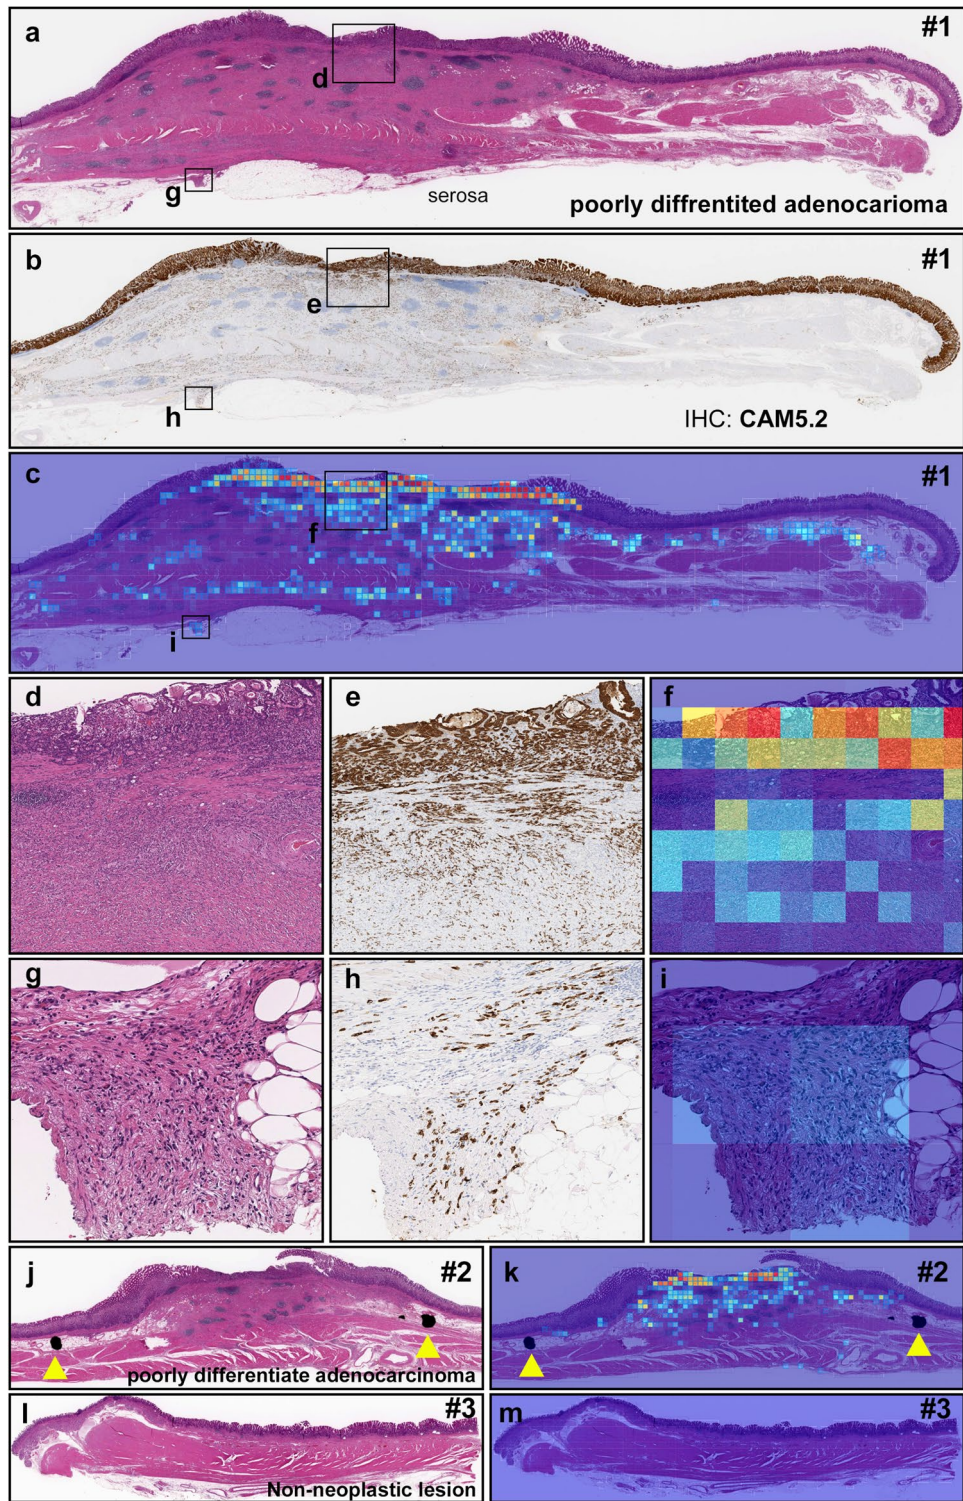 a
#1
d
g
serosa
poorly diffrentited adenocarioma
b
#1
e
h
IHC: CAM5.2
c
#1
f
i
d
e
f
g
h
i
j
#2
poorly differentiate adenocarcinoma
k
#2
l
#3
Non-neoplastic lesion
m
#3